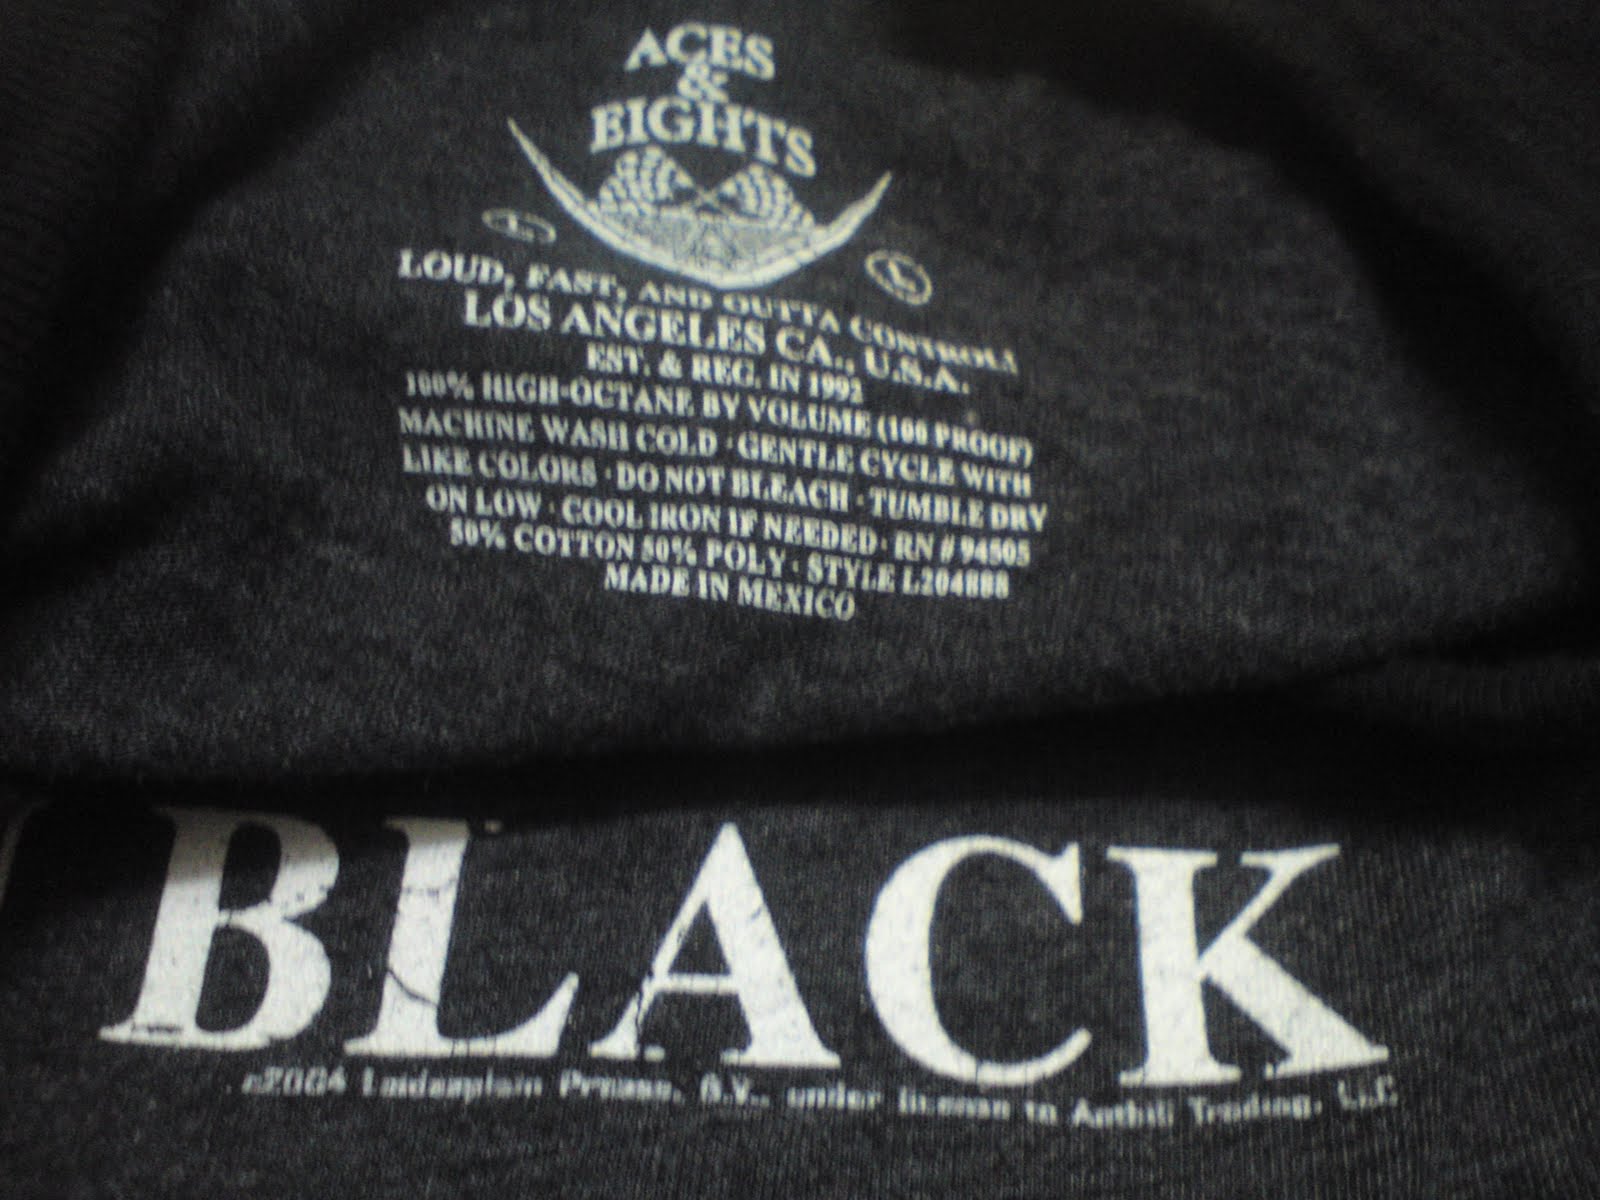 ACES
&
EIGHTS
L
L
LOUD, FAST, AND OUTTA CONTROL!
LOS ANGELES CA., U.S.A.
EST. & REG. IN 1992
100% HIGH-OCTANE BY VOLUME (100 PROOF)
MACHINE WASH COLD · GENTLE CYCLE WITH
LIKE COLORS · DO NOT BLEACH · TUMBLE DRY
ON LOW · COOL IRON IF NEEDED · RN # 94505
50% COTTON 50% POLY · STYLE L204888
MADE IN MEXICO
BLACK
©2004 under license to Anthill Trading, LLC